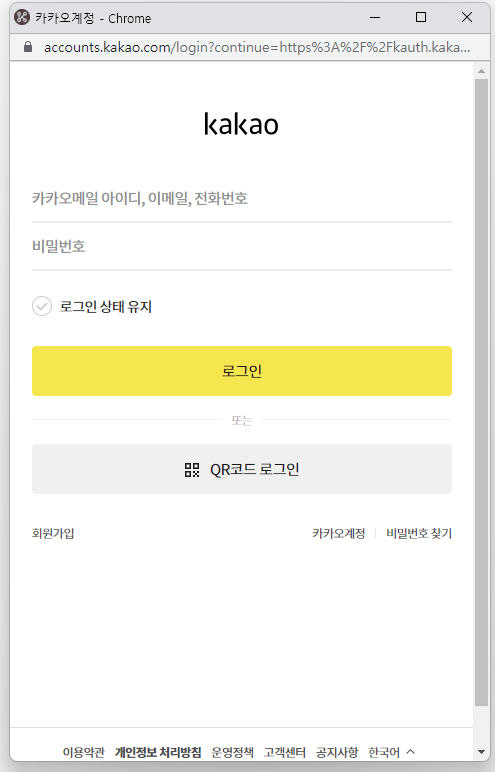 카카오계정 - Chrome
accounts.kakao.com/login?continue=https%3A%2F%2Fkauth.kaka...
kakao
카카오메일 아이디, 이메일, 전화번호
비밀번호
로그인 상태 유지
로그인
또는
QR코드 로그인
회원가입 카카오계정 비밀번호 찾기
이용약관 개인정보 처리방침 운영정책 고객센터 공지사항 한국어